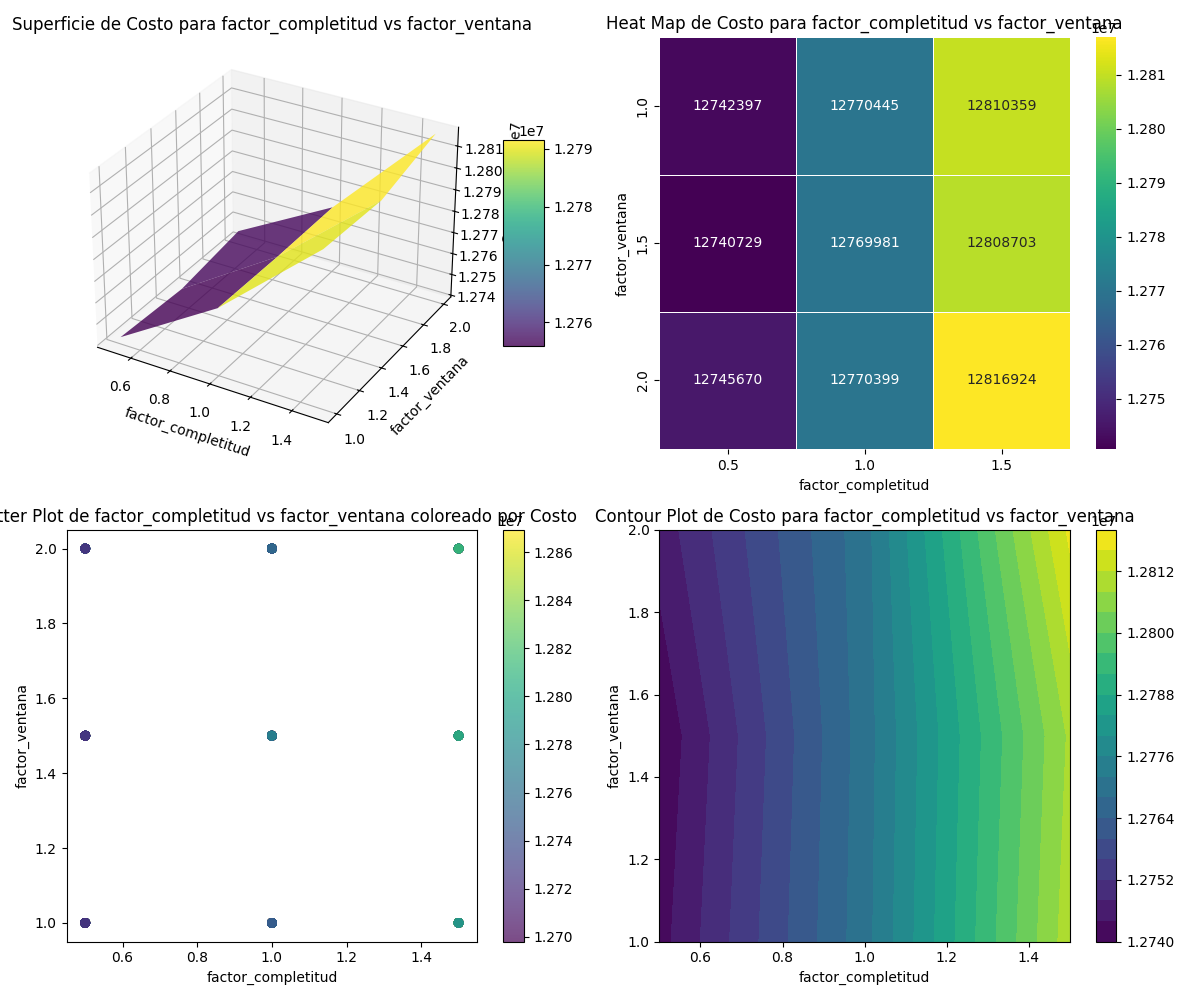 Superficie de Costo para factor_completitud vs factor_ventana
1e7
1.281
1.280
1.279
1.278
1.277
1.276
1.275
1.274
2.0
1.8
1.6
1.4
1.2
1.0
factor_ventana
0.6
0.8
1.0
1.2
1.4
factor_completitud
1e7
1.279
1.278
1.277
1.276
Heat Map de Costo para factor_completitud vs factor_ventana
1e7
12742397 12770445 12810359
12740729 12769981 12808703
12745670 12770399 12816924
1.0
1.5
2.0
factor_ventana
0.5 1.0 1.5
factor_completitud
1.281
1.280
1.279
1.278
1.277
1.276
1.275
tter Plot de factor_completitud vs factor_ventana coloreado por Costo
1e7
2.0
1.8
1.6
1.4
1.2
1.0
factor_ventana
0.6 0.8 1.0 1.2 1.4
factor_completitud
1.286
1.284
1.282
1.280
1.278
1.276
1.274
1.272
1.270
Contour Plot de Costo para factor_completitud vs factor_ventana
1e7
2.0
1.8
1.6
1.4
1.2
1.0
factor_ventana
0.6 0.8 1.0 1.2 1.4
factor_completitud
1.2812
1.2800
1.2788
1.2776
1.2764
1.2752
1.2740